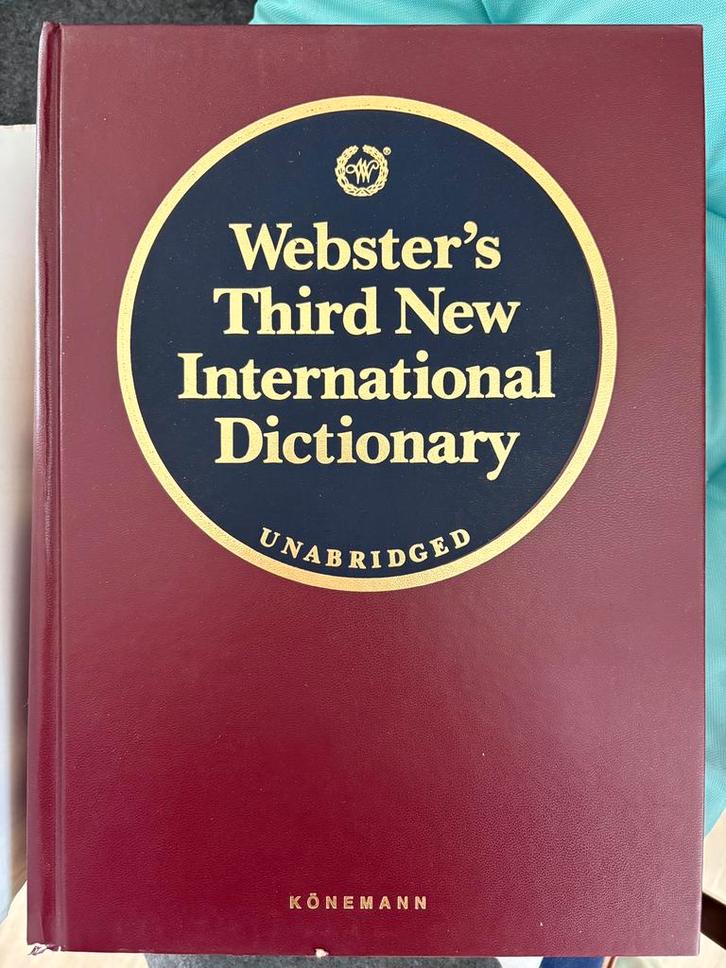 Webster's
Third New
International
Dictionary
UNABRIDGED
KÖNEMANN